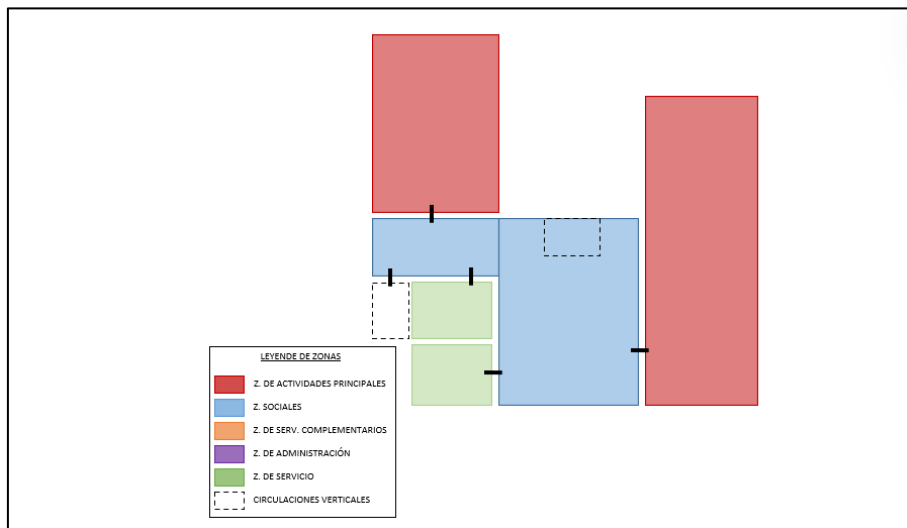 LEYENDE DE ZONAS
Z. DE ACTIVIDADES PRINCIPALES
Z. SOCIALES
Z. DE SERV. COMPLEMENTARIOS
Z. DE ADMINISTRACIÓN
Z. DE SERVICIO
CIRCULACIONES VERTICALES